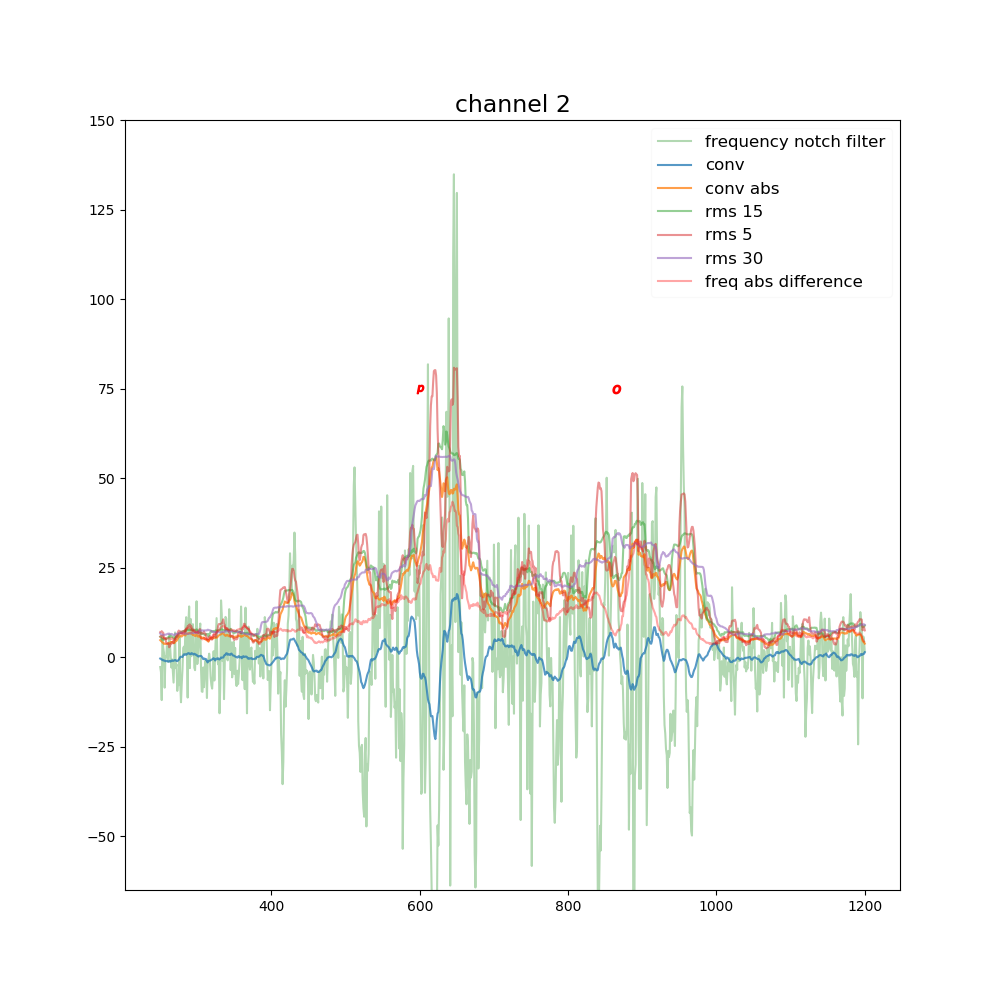 channel 2
150
125
100
75
50
25
0
−25
−50
frequency notch filter
conv
conv abs
rms 15
rms 5
rms 30
freq abs difference
p
o
400 600 800 1000 1200